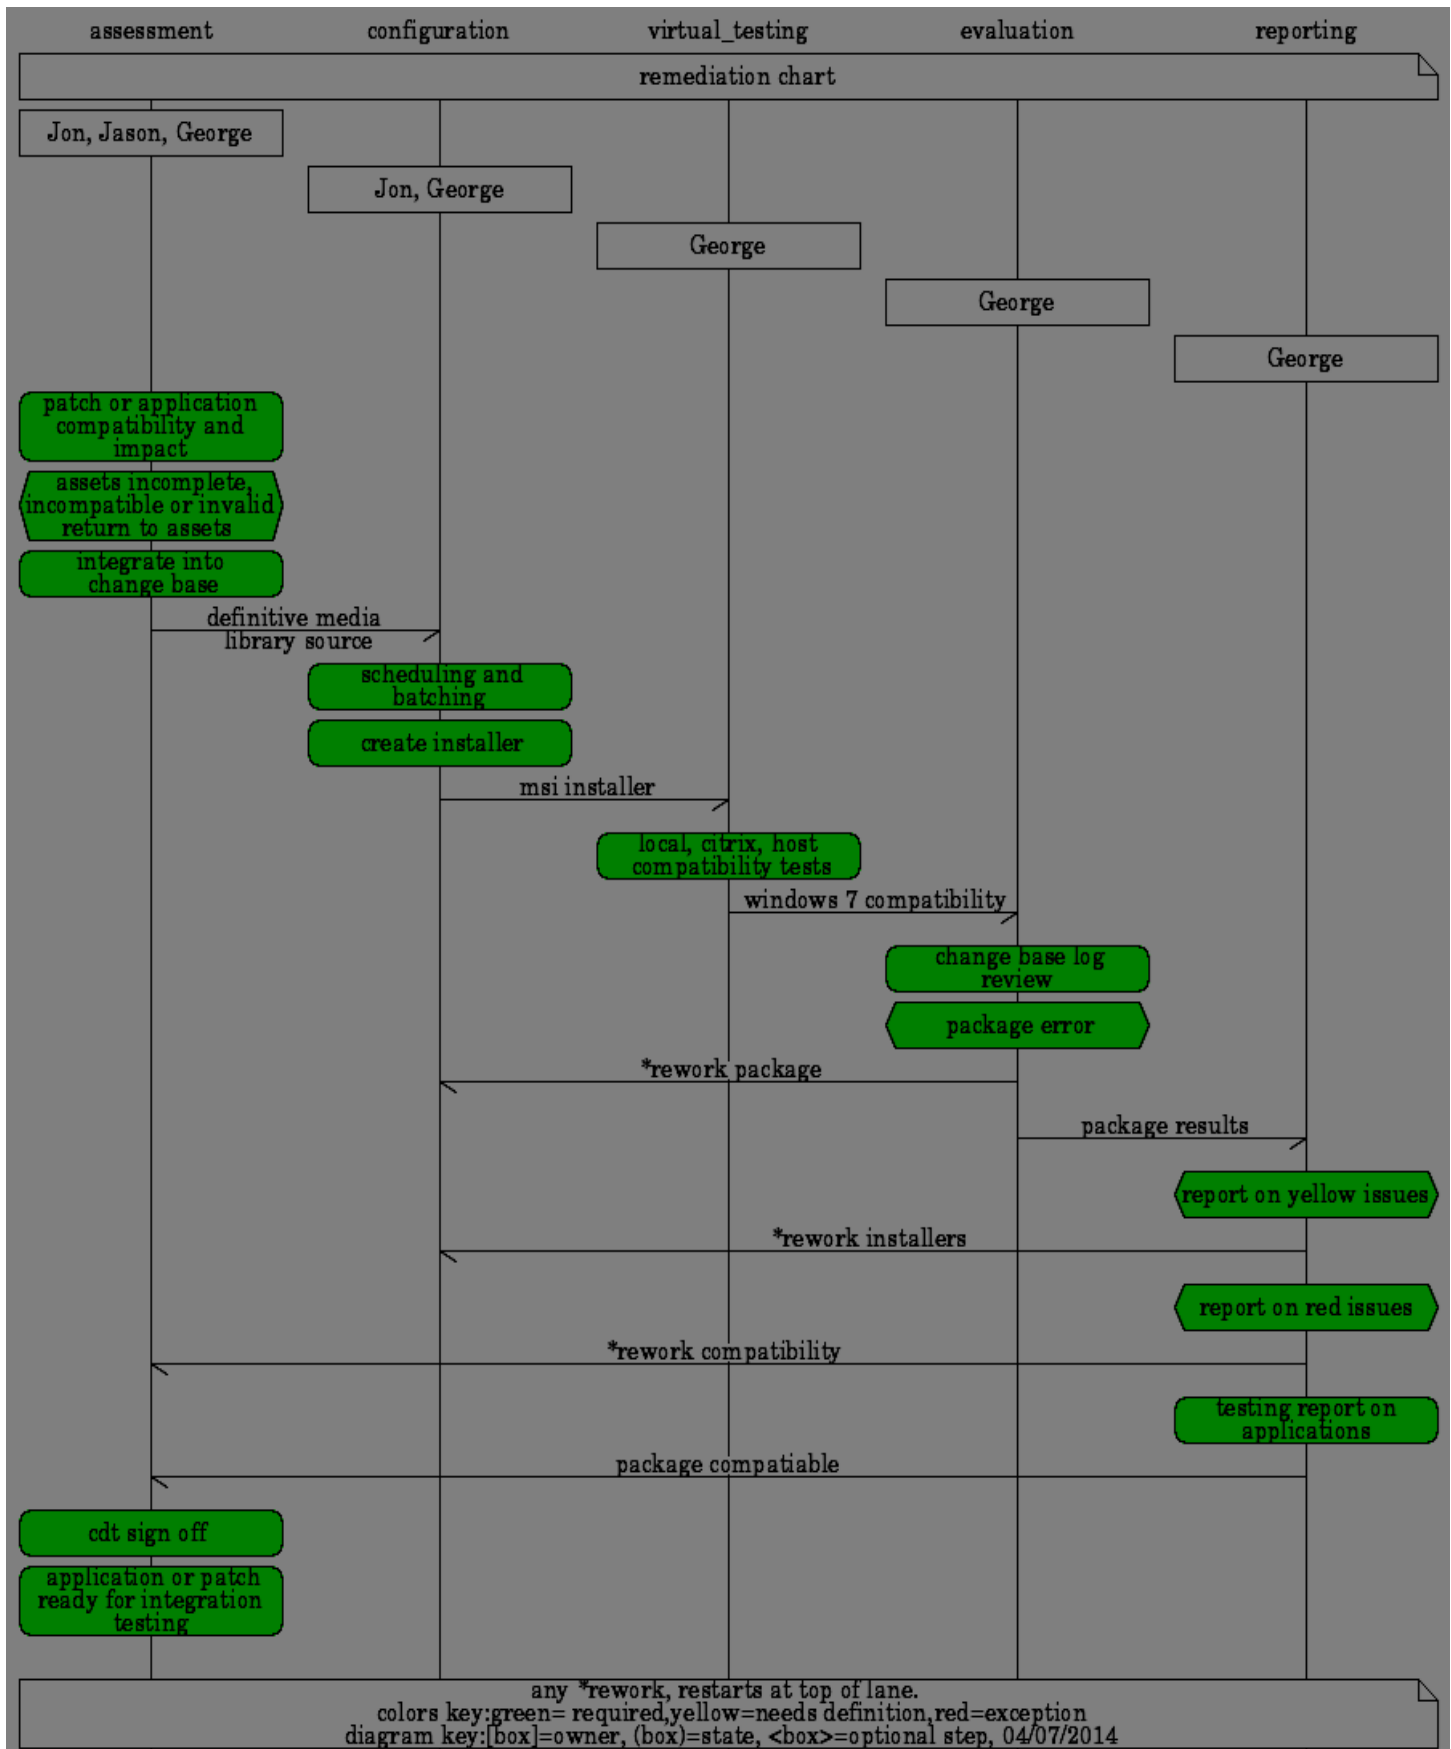 assessment configuration virtual_testing evaluation reporting
remediation chart
Jon, Jason, George
Jon, George
George
George
George
patch or application
compatibility and
impact
assets incomplete,
incompatible or invalid
return to assets
integrate into
change base
definitive media
library source
scheduling and
batching
create installer
msi installer
local, citrix, host
compatibility tests
windows 7 compatibility
change base log
review
package error
*rework package
package results
report on yellow issues
*rework installers
report on red issues
*rework compatibility
testing report on
applications
package compatiable
cdt sign off
application or patch
ready for integration
testing
any *rework, restarts at top of lane.
colors key:green= required,yellow=needs definition,red=exception
diagram key:[box]=owner, (box)=state, <box>=optional step, 04/07/2014